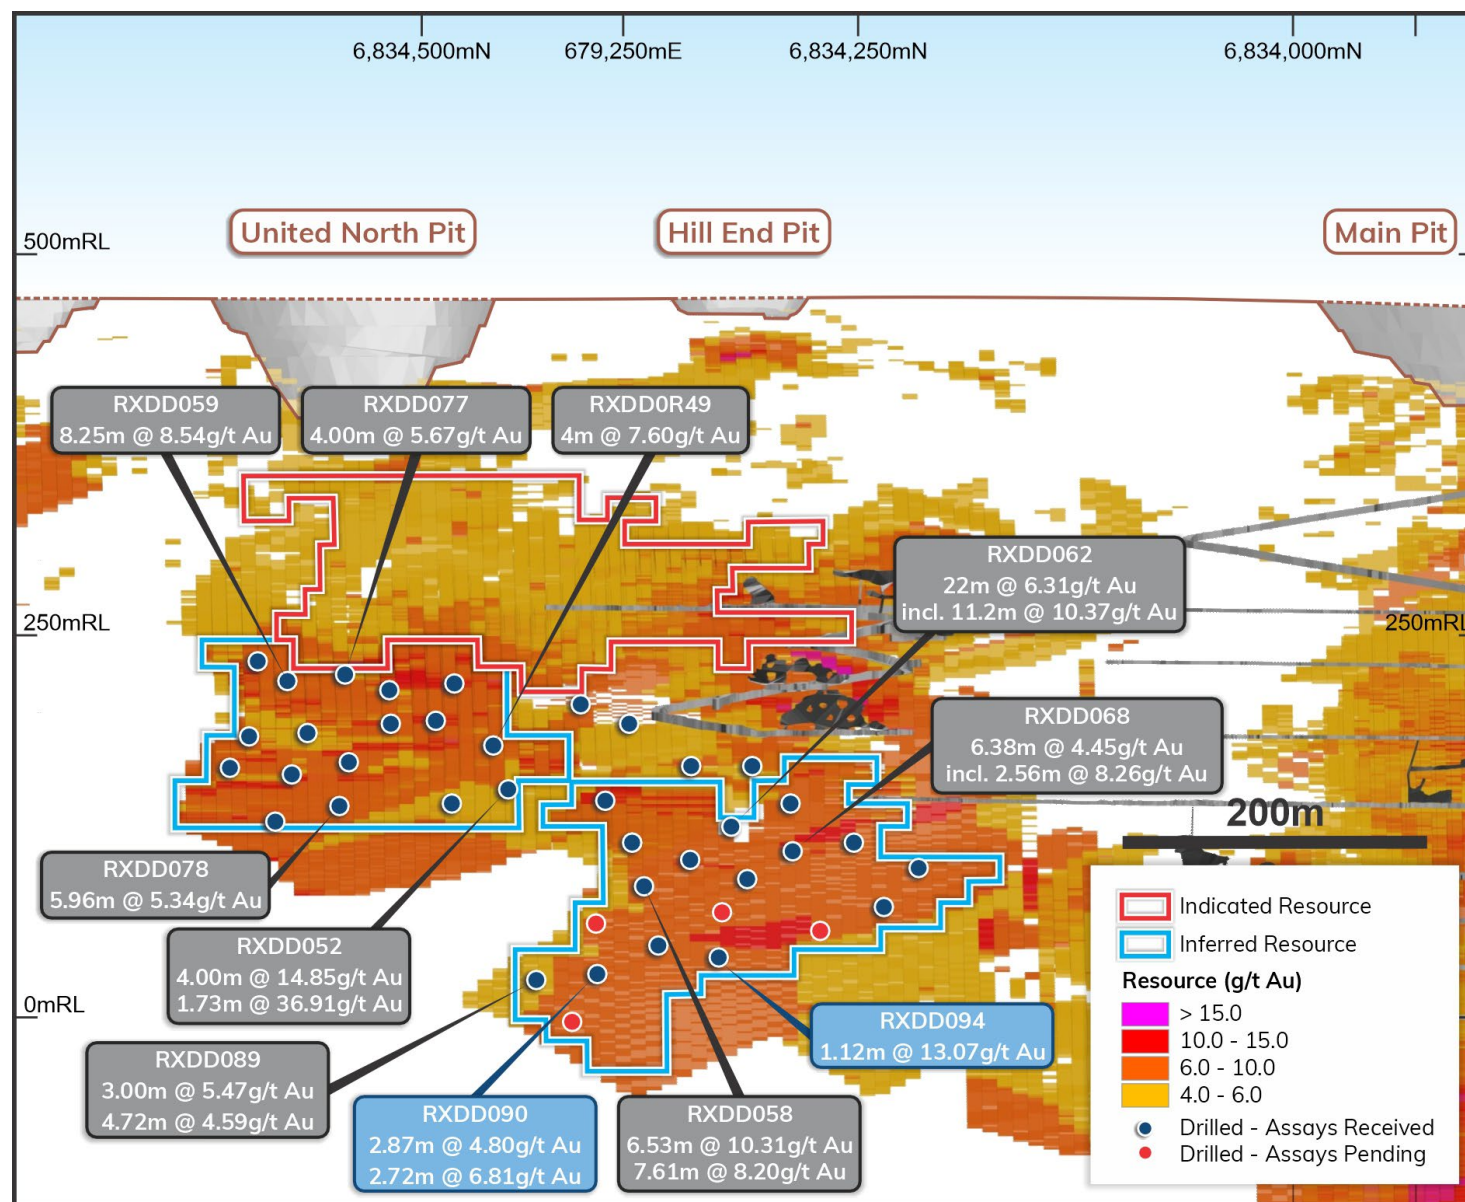 6,834,500mN
679,250mE
6,834,250mN
6,834,000mN
United North Pit
Hill End Pit
Main Pit
500mRL
RXDD059
8.25m @ 8.54g/t Au
RXDD077
4.00m @ 5.67g/t Au
RXDD0R49
4m @ 7.60g/t Au
RXDD062
22m @ 6.31g/t Au
incl. 11.2m @ 10.37g/t Au
250mRL
250mRL
RXDD068
6.38m @ 4.45g/t Au
incl. 2.56m @ 8.26g/t Au
200m
RXDD078
5.96m @ 5.34g/t Au
RXDD052
4.00m @ 14.85g/t Au
1.73m @ 36.91g/t Au
0mRL
RXDD094
1.12m @ 13.07g/t Au
RXDD089
3.00m @ 5.47g/t Au
4.72m @ 4.59g/t Au
RXDD090
2.87m @ 4.80g/t Au
2.72m @ 6.81g/t Au
RXDD058
6.53m @ 10.31g/t Au
7.61m @ 8.20g/t Au
Indicated Resource
Inferred Resource
Resource (g/t Au)
> 15.0
10.0 - 15.0
6.0 - 10.0
4.0 - 6.0
Drilled - Assays Received
Drilled - Assays Pending